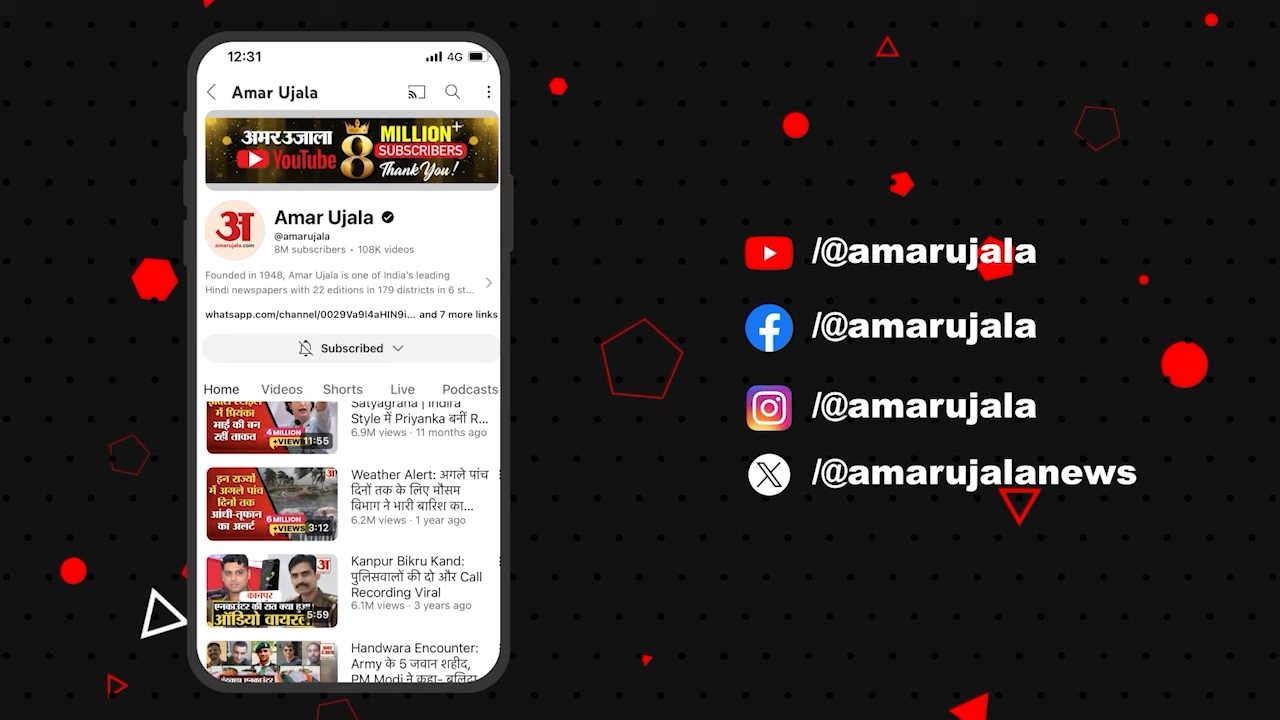 12:31
4G
Amar Ujala
अमर उजाला
YouTube
8
MILLION+
SUBSCRIBERS
Thank You!
अ
amarujala.com
Amar Ujala
@amarujala
8M subscribers • 108K videos
Founded in 1948, Amar Ujala is one of India's leading
Hindi newspapers with 22 editions in 179 districts in 6 st...
whatsapp.com/channel/0029Va9I4aHIN9i... and 7 more links
Subscribed
Home Videos Shorts Live Podcasts
में प्रियंका
भाई की बन
रहीं ताकत
4 MILLION
+VIEWS
11:55
Satyagraha | Indira
Style में Priyanka बनीं R...
6.9M views · 11 months ago
इन राज्यों
में अगले पांच
दिनों तक
आंधी-तूफान
का अलर्ट
6 MILLION
+VIEWS
3:12
Weather Alert: अगले पांच
दिनों तक के लिए मौसम
विभाग ने भारी बारिश का...
6.2M views · 1 year ago
अ
कानपुर
एनकाउंटर की रात क्या हुआ
ऑडियो वायरल
5:59
Kanpur Bikru Kand:
पुलिसवालों की दो और Call
Recording Viral
6.1M views · 3 years ago
Handwara Encounter:
Army के 5 जवान शहीद,
PM Modi ने कहा- बलिदा
/@amarujala
/@amarujala
/@amarujala
/@amarujalanews